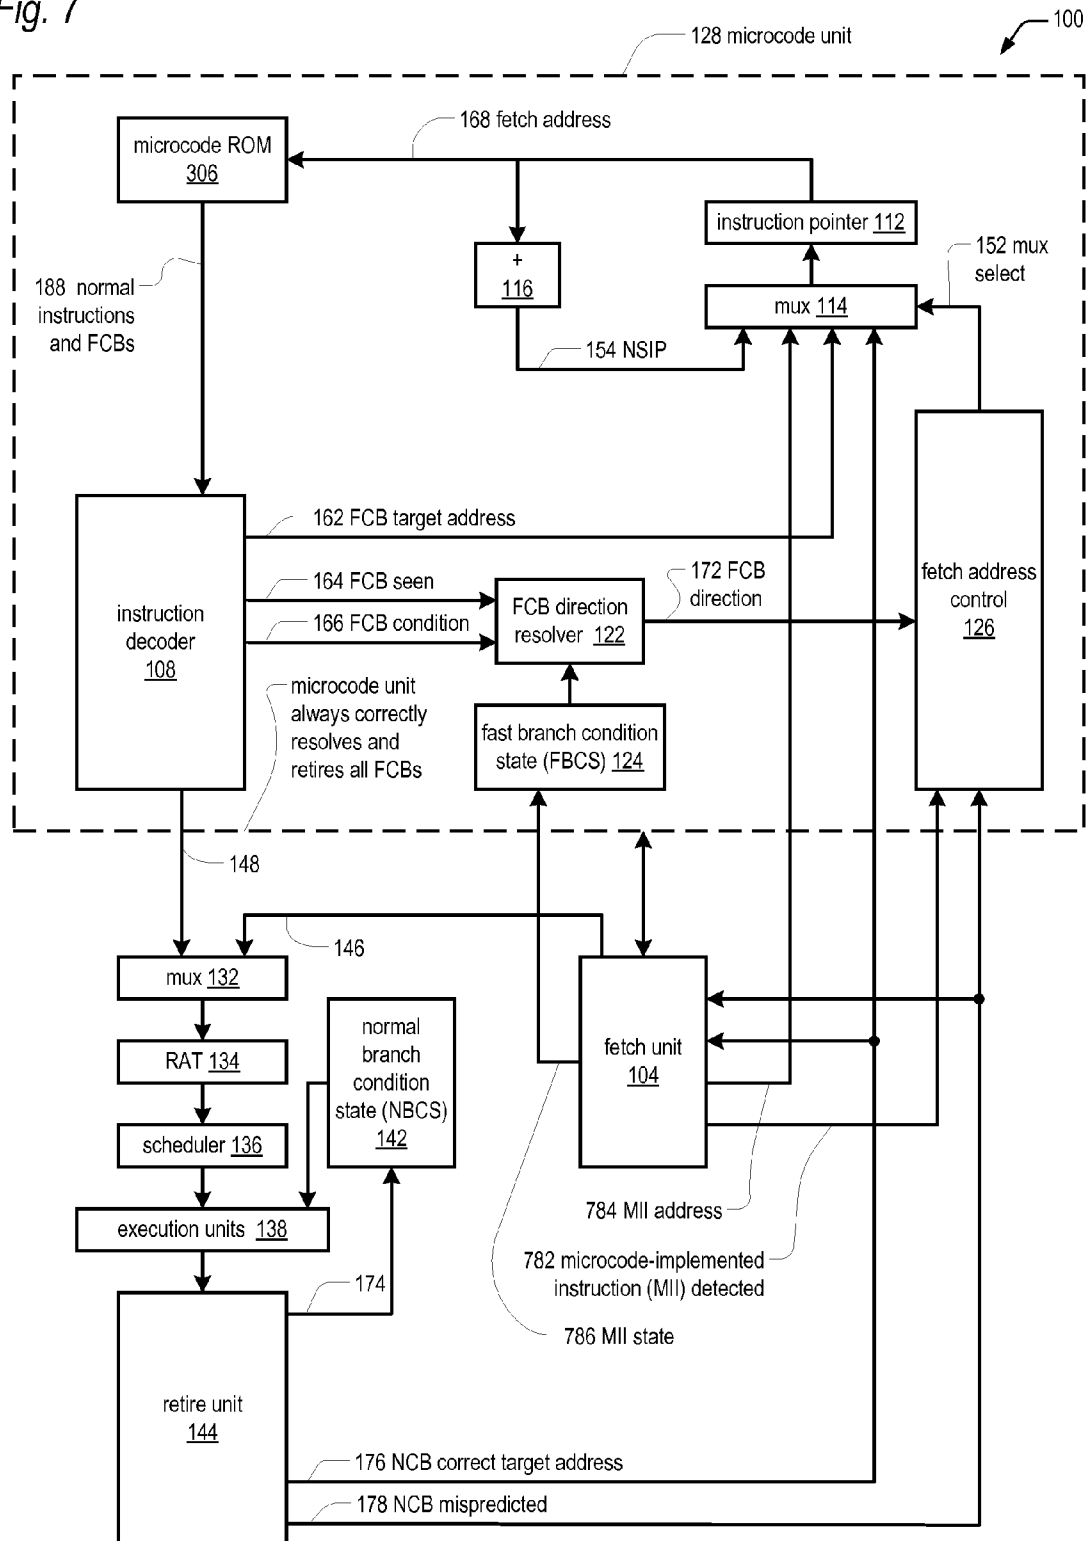 Fig. 7
100
128 microcode unit
168 fetch address
microcode ROM
306
instruction pointer 112
152 mux
select
+
116
mux 114
188 normal
instructions
and FCBs
154 NSIP
162 FCB target address
164 FCB seen
166 FCB condition
172 FCB
direction
FCB direction
resolver 122
fetch address
control
126
instruction
decoder
108
microcode unit
always correctly
resolves and
retires all FCBs
fast branch condition
state (FBCS) 124
148
146
mux 132
normal
branch
condition
state (NBCS)
142
RAT 134
fetch unit
104
scheduler 136
784 MII address
execution units 138
782 microcode-implemented
instruction (MII) detected
174
786 MII state
retire unit
144
176 NCB correct target address
178 NCB mispredicted